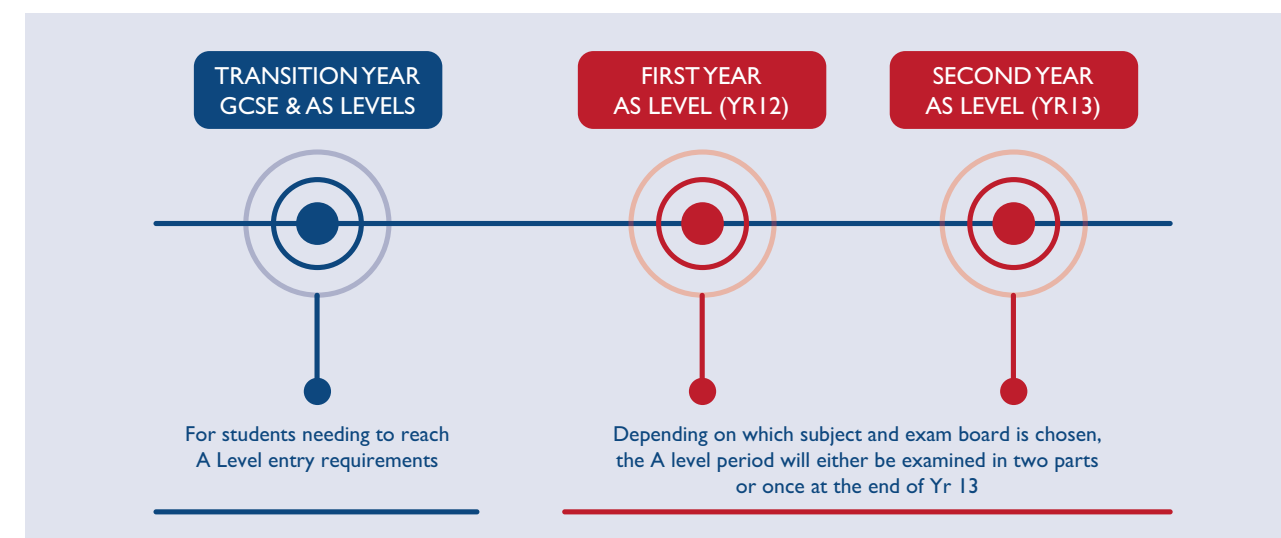 TRANSITION YEAR
GCSE & AS LEVELS
FIRST YEAR
AS LEVEL (YR12)
SECOND YEAR
AS LEVEL (YR13)
For students needing to reach
A Level entry requirements
Depending on which subject and exam board is chosen,
the A level period will either be examined in two parts
or once at the end of Yr 13